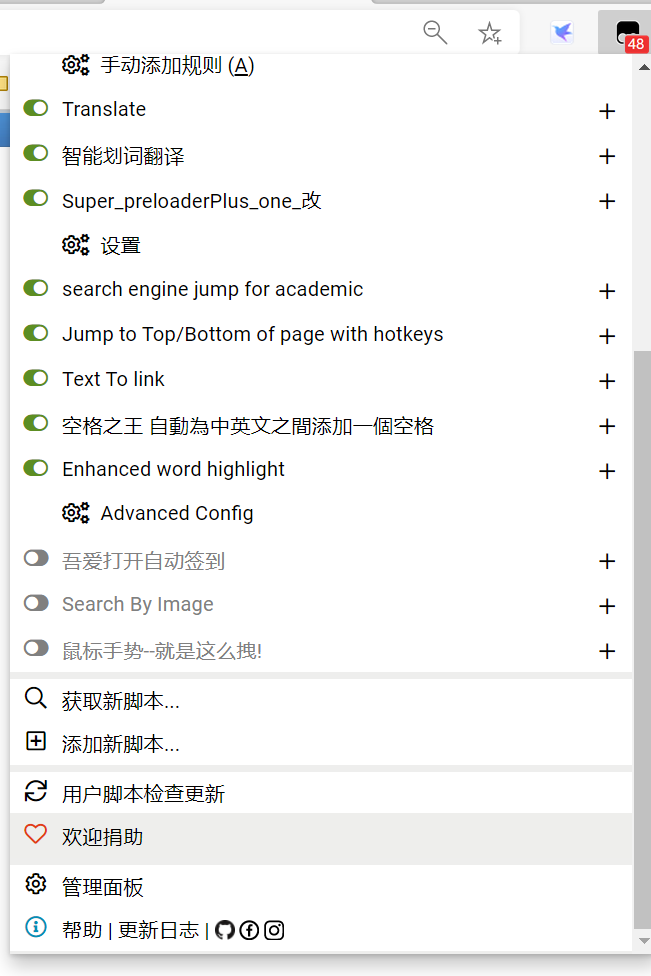 48
手动添加规则 (A)
Translate
智能划词翻译
Super_preloaderPlus_one_改
设置
search engine jump for academic
Jump to Top/Bottom of page with hotkeys
Text To link
空格之王 自動為中英文之間添加一個空格
Enhanced word highlight
Advanced Config
吾爱打开自动签到
Search By Image
鼠标手势--就是这么拽!
获取新脚本...
添加新脚本...
用户脚本检查更新
欢迎捐助
管理面板
帮助 | 更新日志 |